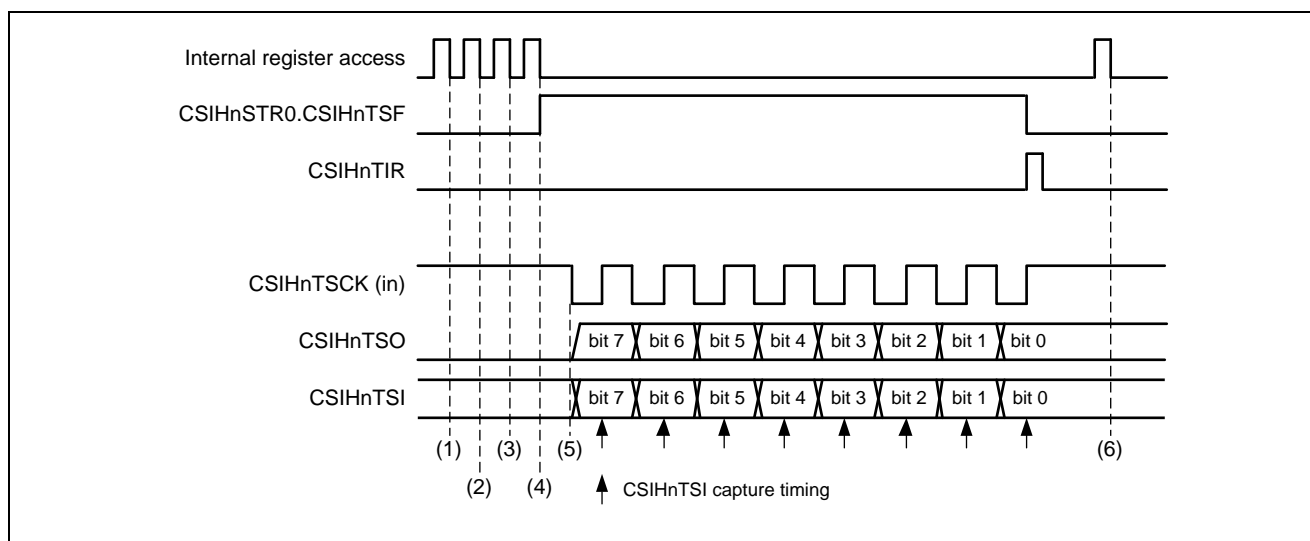 Internal register access
CSIHnSTR0.CSIHnTSF
CSIHnTIR
CSIHnTSCK (in)
CSIHnTSO
bit 7 bit 6 bit 5 bit 4 bit 3 bit 2 bit 1 bit 0
CSIHnTSI
bit 7 bit 6 bit 5 bit 4 bit 3 bit 2 bit 1 bit 0
(1) (3) (5) (6)
(2) (4) CSIHnTSI capture timing